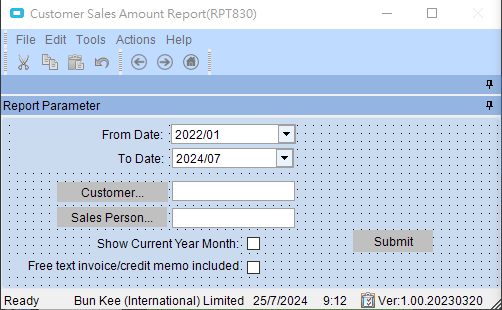 Customer Sales Amount Report(RPT830)
File Edit Tools Actions Help
Report Parameter
From Date: 2022/01
To Date: 2024/07
Customer...
Sales Person...
Show Current Year Month:
Submit
Free text invoice/credit memo included
Ready Bun Kee (International) Limited 25/7/2024 9:12 Ver:1.00.20230320